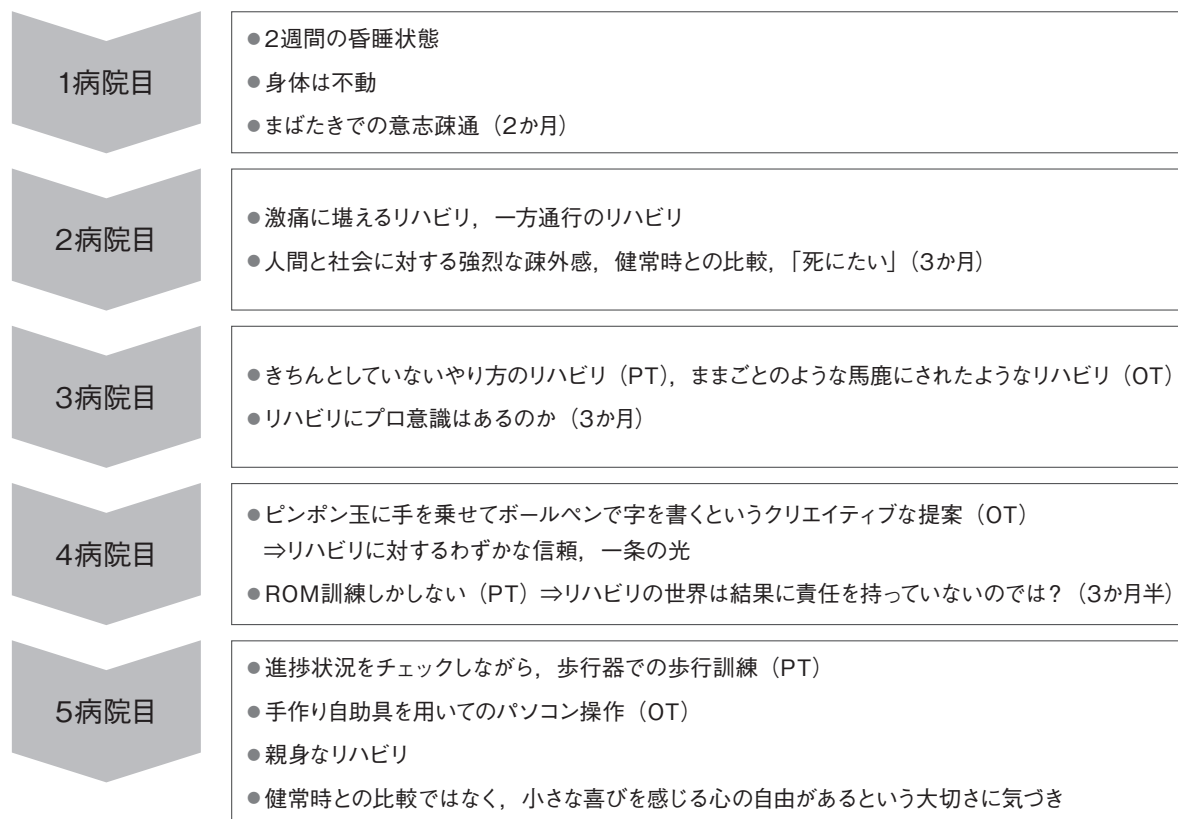 1病院目
●2週間の昏睡状態
●身体は不動
●まばたきでの意志疎通（2か月）
2病院目
●激痛に堪えるリハビリ，一方通行のリハビリ
●人間と社会に対する強烈な疎外感，健常時との比較，「死にたい」（3か月）
3病院目
●きちんとしていないやり方のリハビリ（PT），ままごとのような馬鹿にされたようなリハビリ（OT）
●リハビリにプロ意識はあるのか（3か月）
4病院目
●ピンポン玉に手を乗せてボールペンで字を書くというクリエイティブな提案（OT）
⇒リハビリに対するわずかな信頼，一条の光
●ROM訓練しかしない（PT）⇒リハビリの世界は結果に責任を持っていないのでは？（3か月半）
5病院目
●進捗状況をチェックしながら，歩行器での歩行訓練（PT）
●手作り自助具を用いてのパソコン操作（OT）
●親身なリハビリ
●健常時との比較ではなく，小さな喜びを感じる心の自由があるという大切さに気づき